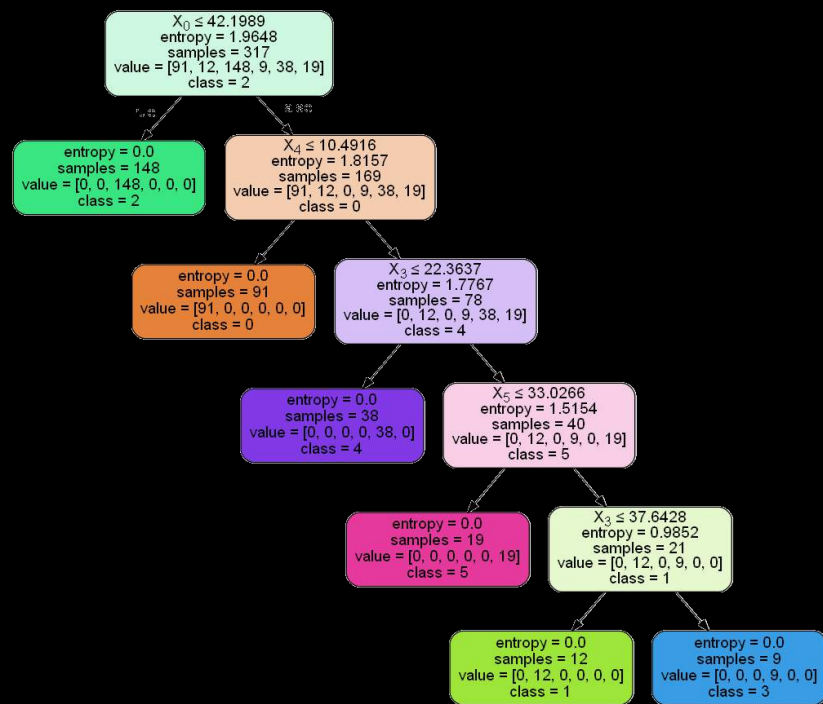 X₀ ≤ 42.1989
entropy = 1.9648
samples = 317
value = [91, 12, 148, 9, 38, 19]
class = 2
entropy = 0.0
samples = 148
value = [0, 0, 148, 0, 0, 0]
class = 2
X₄ ≤ 10.4916
entropy = 1.8157
samples = 169
value = [91, 12, 0, 9, 38, 19]
class = 0
entropy = 0.0
samples = 91
value = [91, 0, 0, 0, 0, 0]
class = 0
X₃ ≤ 22.3637
entropy = 1.7767
samples = 78
value = [0, 12, 0, 9, 38, 19]
class = 4
entropy = 0.0
samples = 38
value = [0, 0, 0, 0, 38, 0]
class = 4
X₅ ≤ 33.0266
entropy = 1.5154
samples = 40
value = [0, 12, 0, 9, 0, 19]
class = 5
entropy = 0.0
samples = 19
value = [0, 0, 0, 0, 0, 19]
class = 5
X₃ ≤ 37.6428
entropy = 0.9852
samples = 21
value = [0, 12, 0, 9, 0, 0]
class = 1
entropy = 0.0
samples = 12
value = [0, 12, 0, 0, 0, 0]
class = 1
entropy = 0.0
samples = 9
value = [0, 0, 0, 9, 0, 0]
class = 3